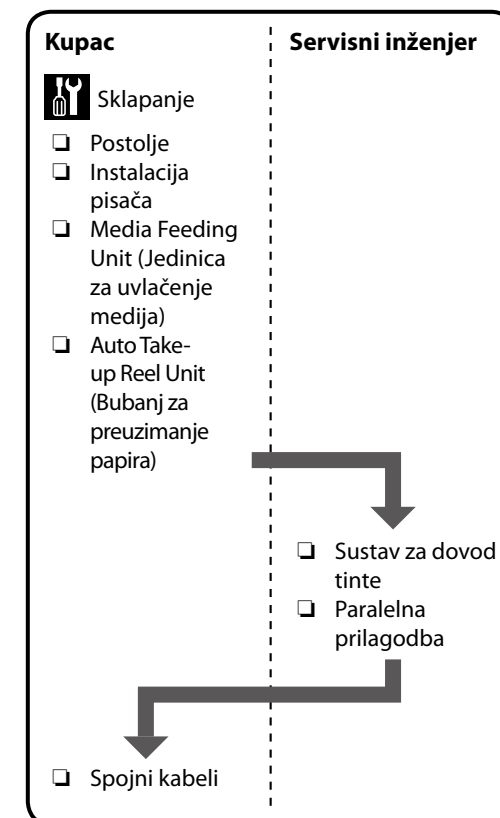 Kupac
Servisni inženjer
Sklapanje
❏ Postolje
❏ Instalacija
pisača
❏ Media Feeding
Unit (Jedinica
za uvlačenje
medija)
❏ Auto Take-
up Reel Unit
(Bubanj za
preuzimanje
papira)
❏ Sustav za dovod
tinte
❏ Paralelna
prilagodba
❏ Spojni kabeli